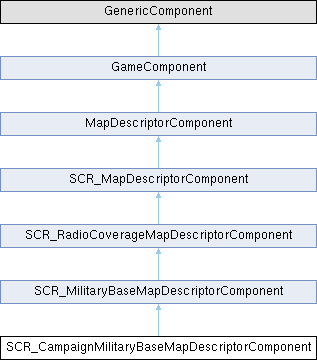 GenericComponent
GameComponent
MapDescriptorComponent
SCR_MapDescriptorComponent
SCR_RadioCoverageMapDescriptorComponent
SCR_MilitaryBaseMapDescriptorComponent
SCR_CampaignMilitaryBaseMapDescriptorComponent